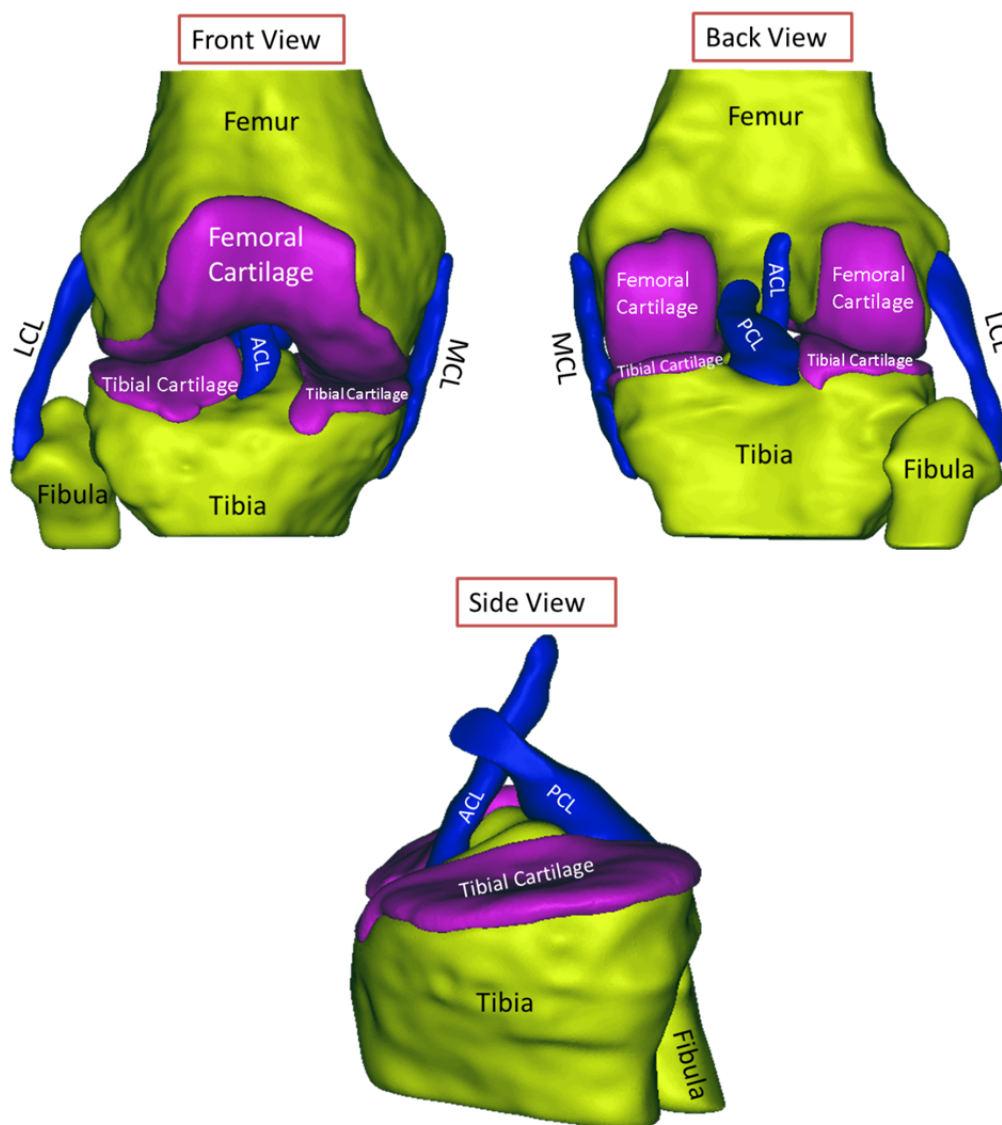 Front View
Femur
Femoral
Cartilage
LCL
ACL
MCL
Tibial Cartilage
Tibial Cartilage
Fibula
Tibia
Back View
Femur
ACL
Femoral
Cartilage
Femoral
Cartilage
PCL
MCL
LCL
Tibial Cartilage
Tibial Cartilage
Tibia
Fibula
Side View
ACL
PCL
Tibial Cartilage
Tibia
Fibula